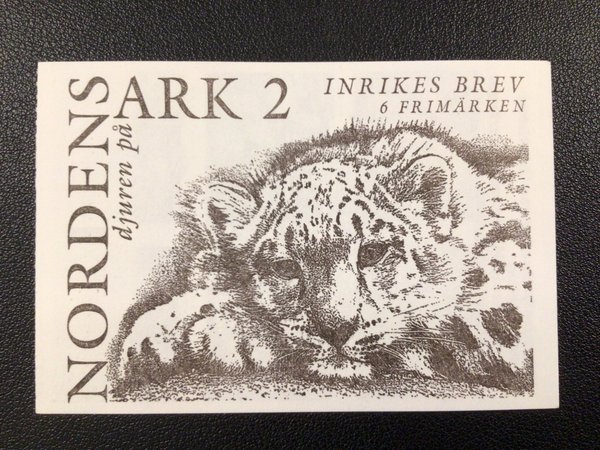 NORDENS
djuren på
ARK 2
INRIKES BREV
6 FRIMÄRKEN